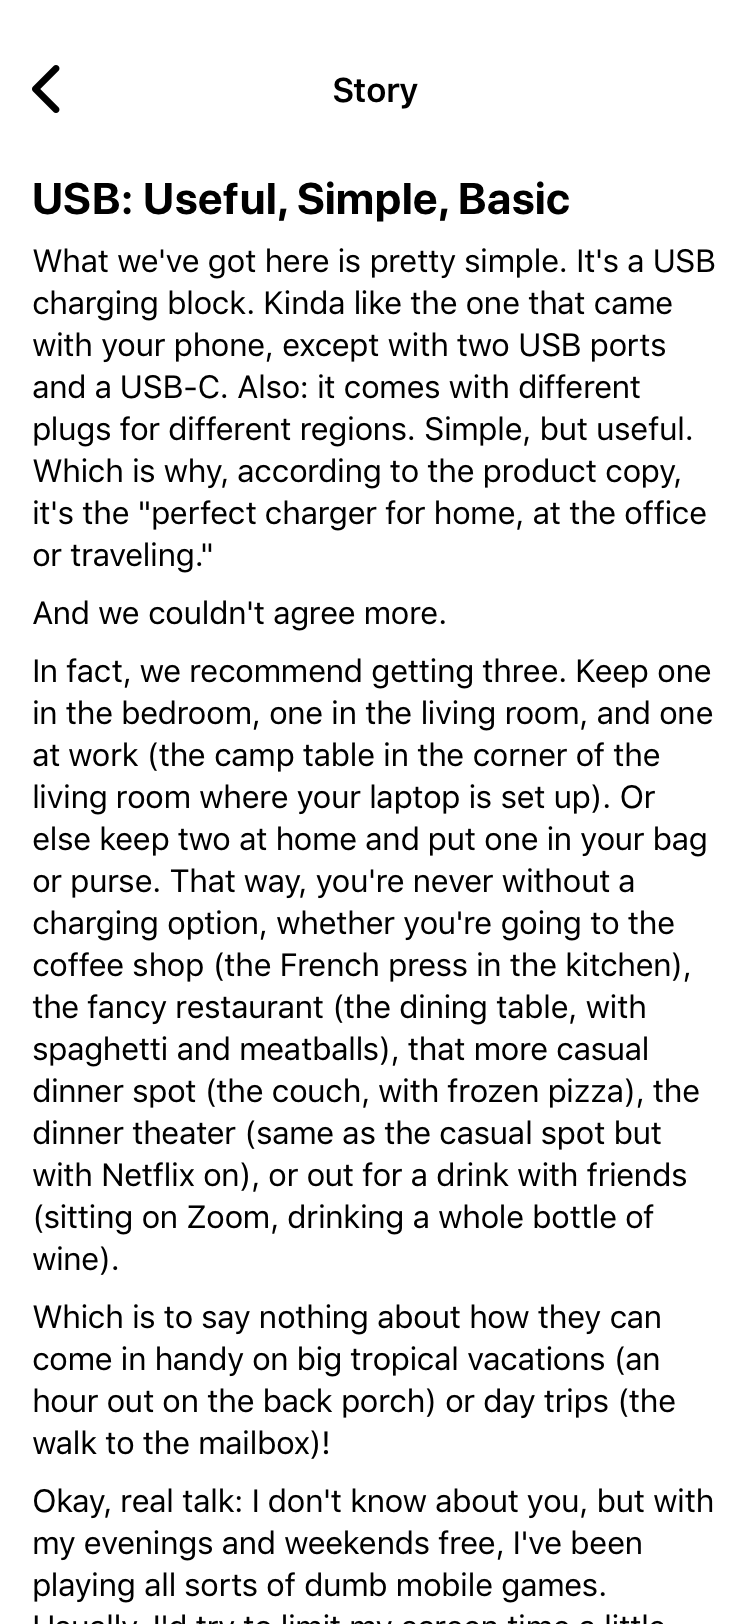 Story
USB: Useful, Simple, Basic
What we've got here is pretty simple. It's a USB
charging block. Kinda like the one that came
with your phone, except with two USB ports
and a USB-C. Also: it comes with different
plugs for different regions. Simple, but useful.
Which is why, according to the product copy,
it's the "perfect charger for home, at the office
or traveling."
And we couldn't agree more.
In fact, we recommend getting three. Keep one
in the bedroom, one in the living room, and one
at work (the camp table in the corner of the
living room where your laptop is set up). Or
else keep two at home and put one in your bag
or purse. That way, you're never without a
charging option, whether you're going to the
coffee shop (the French press in the kitchen),
the fancy restaurant (the dining table, with
spaghetti and meatballs), that more casual
dinner spot (the couch, with frozen pizza), the
dinner theater (same as the casual spot but
with Netflix on), or out for a drink with friends
(sitting on Zoom, drinking a whole bottle of
wine).
Which is to say nothing about how they can
come in handy on big tropical vacations (an
hour out on the back porch) or day trips (the
walk to the mailbox)!
Okay, real talk: I don't know about you, but with
my evenings and weekends free, I've been
playing all sorts of dumb mobile games.
Usually, I'd try to limit my screen time a little